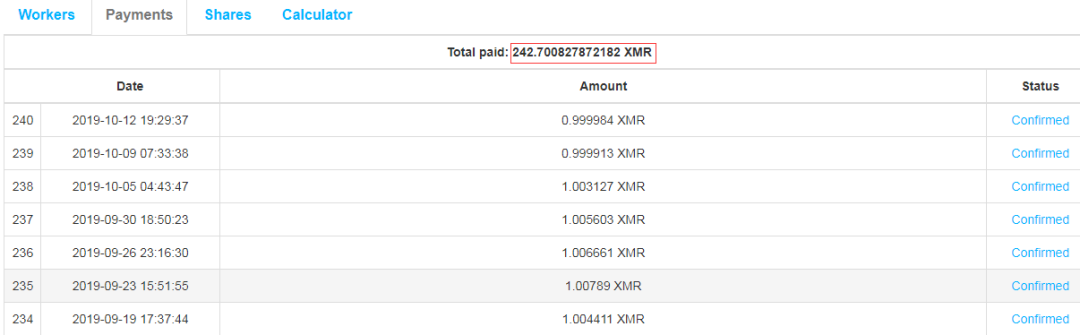 Workers Payments Shares Calculator
Total paid: 242.700827872182 XMR
Date Amount Status
240 2019-10-12 19:29:37 0.999984 XMR Confirmed
239 2019-10-09 07:33:38 0.999913 XMR Confirmed
238 2019-10-05 04:43:47 1.003127 XMR Confirmed
237 2019-09-30 18:50:23 1.005603 XMR Confirmed
236 2019-09-26 23:16:30 1.006661 XMR Confirmed
235 2019-09-23 15:51:55 1.00789 XMR Confirmed
234 2019-09-19 17:37:44 1.004411 XMR Confirmed